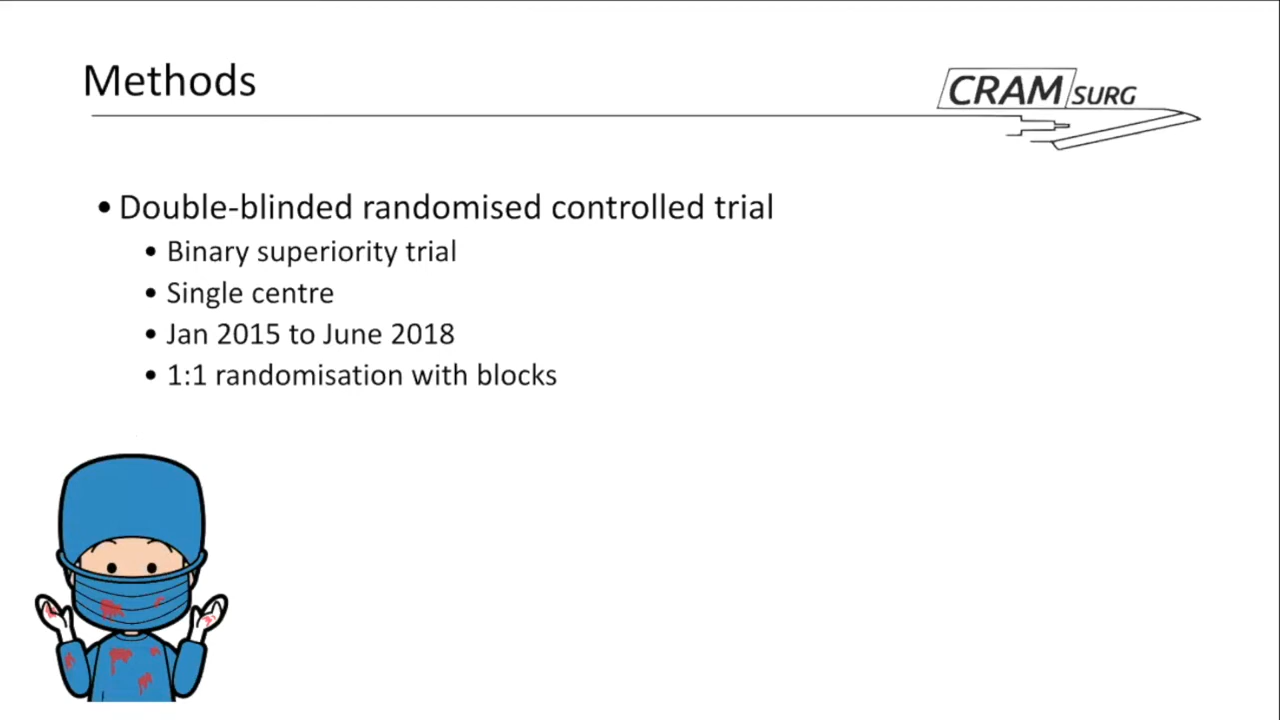 Methods
CRAM SURG
• Double-blinded randomised controlled trial
• Binary superiority trial
• Single centre
• Jan 2015 to June 2018
• 1:1 randomisation with blocks